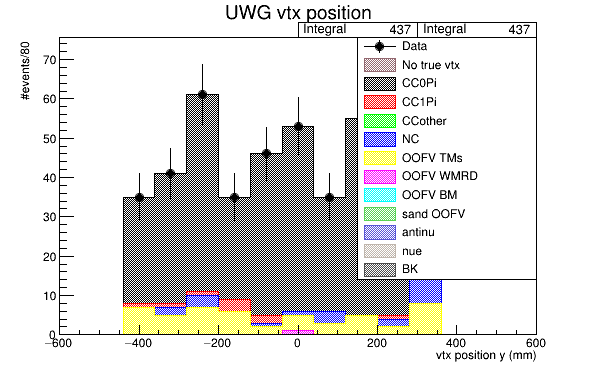 UWG vtx position
Integral 437 Integral 437
#events/80
70
60
50
40
30
20
10
0
−600 −400 −200 0 200 400 600
vtx position y (mm)
Data
No true vtx
CC0Pi
CC1Pi
CCother
NC
OOFV TMs
OOFV WMRD
OOFV BM
sand OOFV
antinu
nue
BK